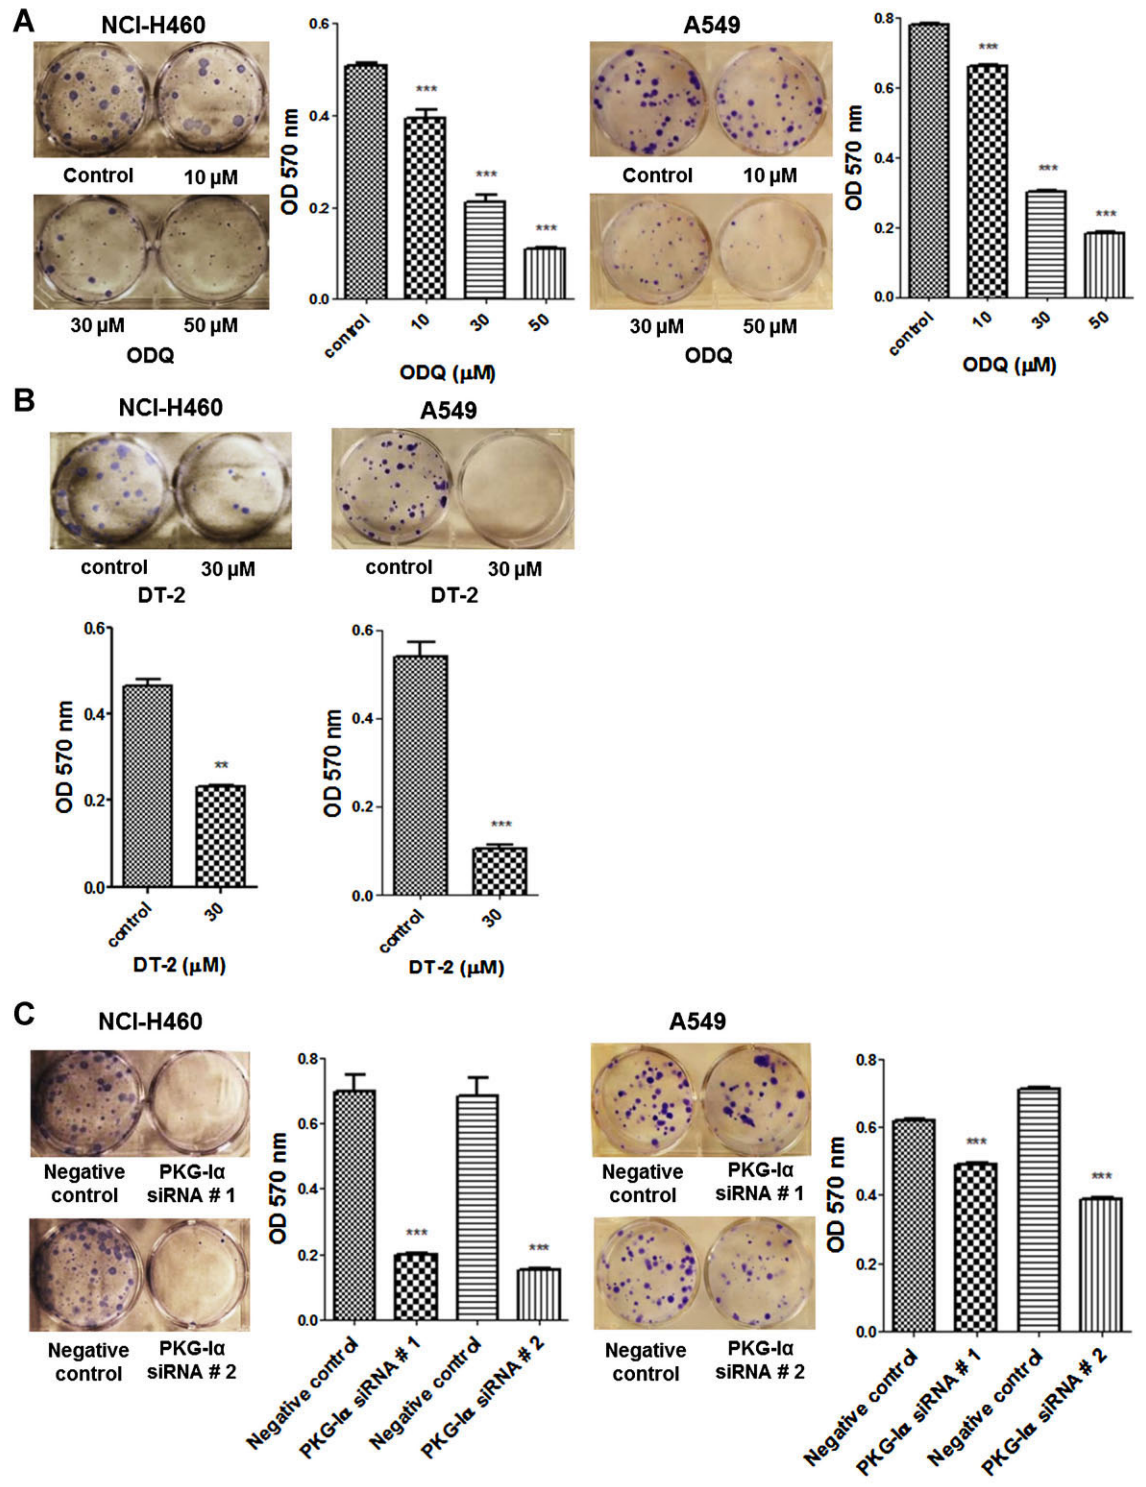 A
NCI-H460
A549
Control
10 µM
30 µM
50 µM
ODQ
OD 570 nm
0.6
0.4
0.2
0.0
***
***
***
control
10
30
50
ODQ (µM)
Control
10 µM
30 µM
50 µM
ODQ
OD 570 nm
0.8
0.6
0.4
0.2
0.0
***
***
***
control
10
30
50
ODQ (µM)
B
NCI-H460
A549
control
30 µM
DT-2
control
30 µM
DT-2
OD 570 nm
0.6
0.4
0.2
0.0
**
control
30
DT-2 (µM)
OD 570 nm
0.6
0.4
0.2
0.0
***
control
30
DT-2 (µM)
C
NCI-H460
A549
Negative
control
PKG-Iα
siRNA # 1
Negative
control
PKG-Iα
siRNA # 2
OD 570 nm
0.8
0.6
0.4
0.2
0.0
***
***
Negative control
PKG-Iα siRNA # 1
Negative control
PKG-Iα siRNA # 2
Negative
control
PKG-Iα
siRNA # 1
Negative
control
PKG-Iα
siRNA # 2
OD 570 nm
0.8
0.6
0.4
0.2
0.0
***
***
Negative control
PKG-Iα siRNA # 1
Negative control
PKG-Iα siRNA # 2